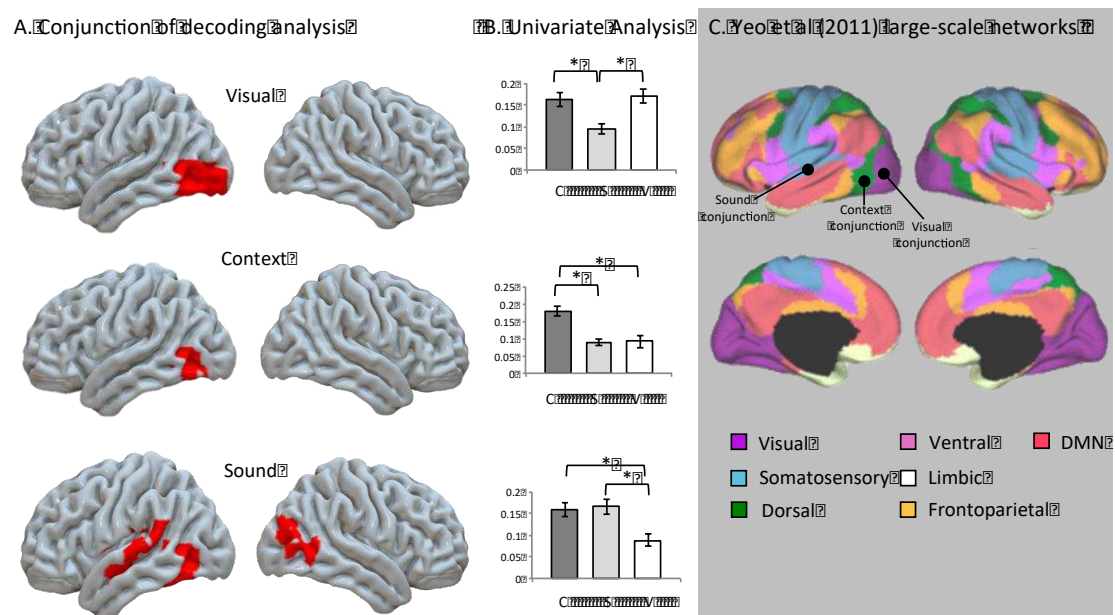 A. Conjunction of decoding analysis
B. Univariate Analysis
C. Yeo et al (2011) large-scale networks
Visual
* *
0.2
0.15
0.1
0.05
0
C S V
Sound conjunction
Context conjunction
Visual conjunction
Context
*
*
0.25
0.2
0.15
0.1
0.05
0
C S V
Visual
Ventral
DMN
Somatosensory
Limbic
Dorsal
Frontoparietal
Sound
*
*
0.2
0.15
0.1
0.05
0
C S V